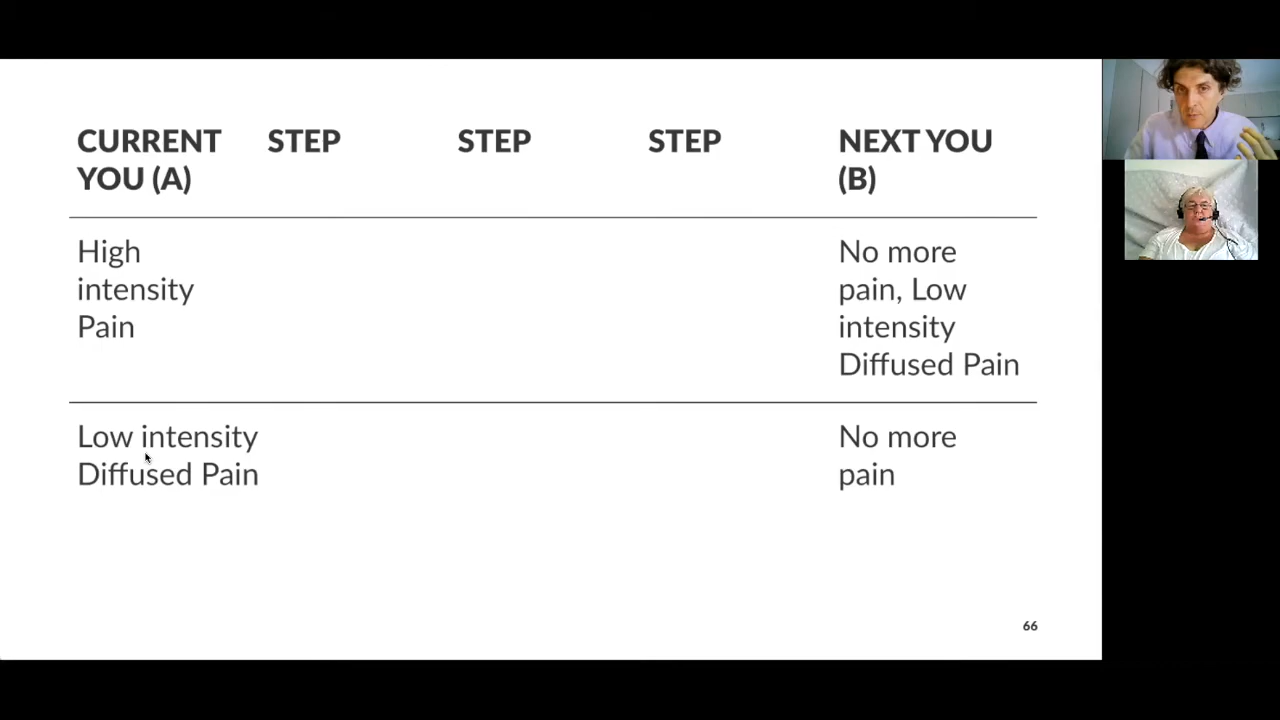 CURRENT STEP STEP STEP NEXT YOU
YOU (A) (B)
High No more
intensity pain, Low
Pain intensity
Diffused Pain
Low intensity No more
Diffused Pain pain
66